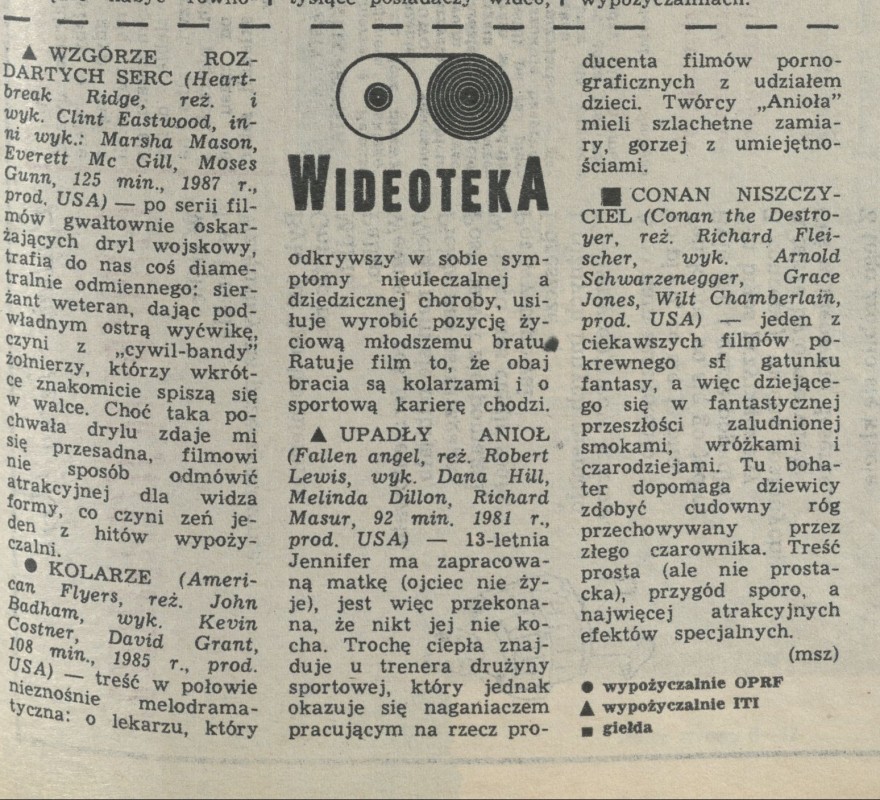 tysiące posiadaczy wideo,
wypożyczalniach.
▲ WZGÓRZE ROZ-
DARTYCH SERC (Heart-
break Ridge, reż. i
wyk. Clint Eastwood, in-
ni wyk.: Marsha Mason,
Everett Mc Gill, Moses
Gunn, 125 min., 1987 r.,
prod. USA) — po serii fil-
mów gwałtownie oskar-
żających dryl wojskowy,
trafia do nas coś diame-
tralnie odmiennego: sier-
żant weteran, dając pod-
władnym ostrą wyćwikę,
czyni z „cywil-bandy”
żołnierzy, którzy wkrót-
ce znakomicie spiszą się
w walce. Choć taka po-
chwała drylu zdaje mi
się przesadna, filmowi
nie sposób odmówić
atrakcyjnej dla widza
formy, co czyni zeń je-
den z hitów wypoży-
czalni.
● KOLARZE (Ameri-
can Flyers, reż. John
Badham, wyk. Kevin
Costner, David Grant,
108 min., 1985 r., prod.
USA) — treść w połowie
nieznośnie melodrama-
tyczna: o lekarzu, który
WIDEOTEKA
odkrywszy w sobie sym-
ptomy nieuleczalnej a
dziędzicznej choroby, usi-
łuje wyrobić pozycję ży-
ciową młodszemu bratu.
Ratuje film to, że obaj
bracia są kolarzami i o
sportową karierę chodzi.
▲ UPADŁY ANIOŁ
(Fallen angel, reż. Robert
Lewis, wyk. Dana Hill,
Melinda Dillon, Richard
Masur, 92 min. 1981 r.,
prod. USA) — 13-letnia
Jennifer ma zapracowa-
ną matkę (ojciec nie ży-
je), jest więc przekona-
na, że nikt jej nie ko-
cha. Trochę ciepła znaj-
duje u trenera drużyny
sportowej, który jednak
okazuje się naganiaczem
pracującym na rzecz pro-
ducenta filmów porno-
graficznych z udziałem
dzieci. Twórcy „Anioła”
mieli szlachetne zamia-
ry, gorzej z umiejętno-
ściami.
■ CONAN NISZCZY-
CIEL (Conan the Destro-
yer, reż. Richard Flei-
scher, wyk. Arnold
Schwarzenegger, Grace
Jones, Wilt Chamberlain,
prod. USA) — jeden z
ciekawszych filmów po-
krewnego sf gatunku
fantasy, a więc dziejące-
go się w fantastycznej
przeszłości zaludnionej
smokami, wróżkami i
czarodziejami. Tu boha-
ter dopomaga dziewicy
zdobyć cudowny róg
przechowywany przez
złego czarownika. Treść
prosta (ale nie prosta-
cka), przygód sporo, a
najwięcej atrakcyjnych
efektów specjalnych.
(msz)
● wypożyczalnie OPRF
▲ wypożyczalnie ITI
■ giełda